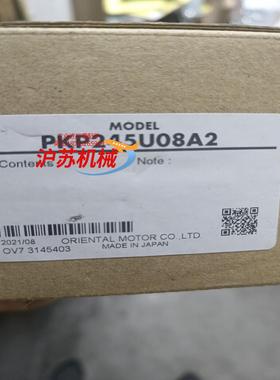 MODEL
PKP245U08A2
Contents
Note :
沪苏机械
2021/08 ORIENTAL MOTOR CO.,LTD.
OV7 3145403 MADE IN JAPAN